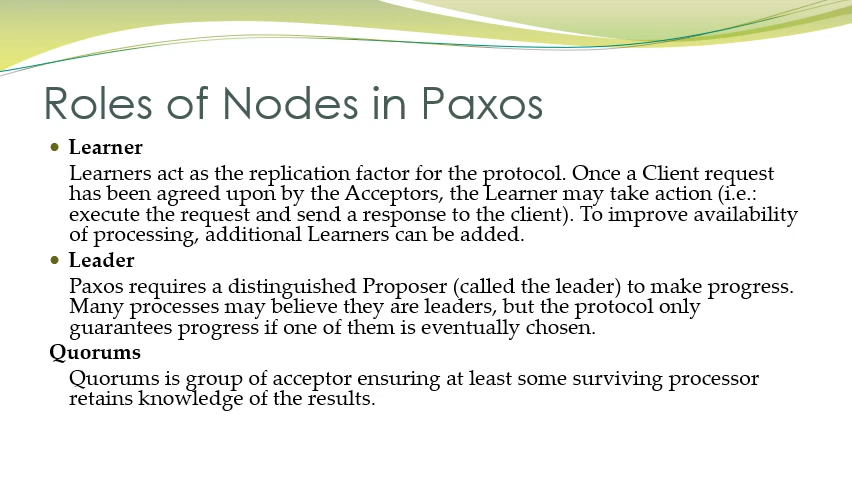 Roles of Nodes in Paxos
• Learner
Learners act as the replication factor for the protocol. Once a Client request
has been agreed upon by the Acceptors, the Learner may take action (i.e.:
execute the request and send a response to the client). To improve availability
of processing, additional Learners can be added.
• Leader
Paxos requires a distinguished Proposer (called the leader) to make progress.
Many processes may believe they are leaders, but the protocol only
guarantees progress if one of them is eventually chosen.
Quorums
Quorums is group of acceptor ensuring at least some surviving processor
retains knowledge of the results.